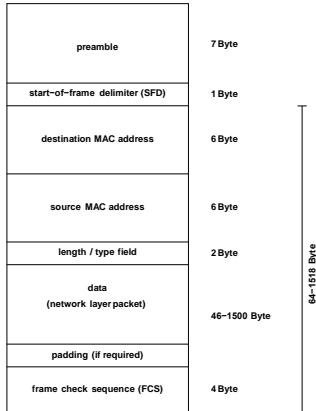 preamble 7 Byte
start-of-frame delimiter (SFD) 1 Byte
destination MAC address 6 Byte
source MAC address 6 Byte
length / type field 2 Byte
data
(network layer packet)
46-1500 Byte
padding (if required)
frame check sequence (FCS) 4 Byte
64-1518 Byte